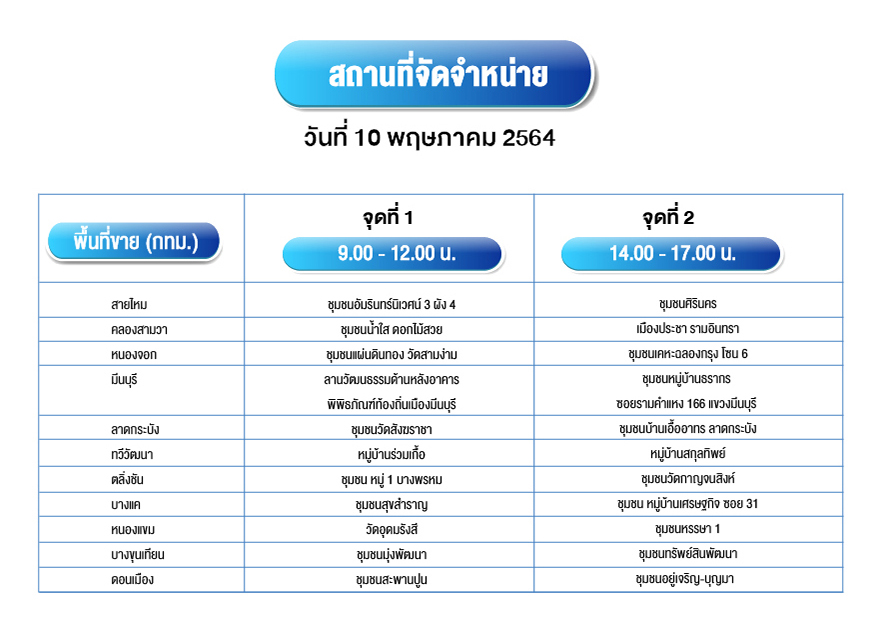 สถานที่จัดจำหน่าย
วันที่ 10 พฤษภาคม 2564
พื้นที่ขาย (กทม.)
จุดที่ 1
9.00 - 12.00 น.
จุดที่ 2
14.00 - 17.00 น.
สายไหม ชุมชนอัมรินทร์นิเวศน์ 3 ผัง 4 ชุมชนศิรินคร
คลองสามวา ชุมชนน้ำใส ดอกไม้สวย เมืองประชา รามอินทรา
หนองจอก ชุมชนแผ่นดินทอง วัดสามง่าม ชุมชนเคหะฉลองกรุง โซน 6
มีนบุรี ลานวัฒนธรรมด้านหลังอาคาร ชุมชนหมู่บ้านธรากร
พิพิธภัณฑ์ท้องถิ่นเมืองมีนบุรี ซอยรามคำแหง 166 แขวงมีนบุรี
ลาดกระบัง ชุมชนวัดสังฆราชา ชุมชนบ้านเอื้ออาทร ลาดกระบัง
ทวีวัฒนา หมู่บ้านร่วมเกื้อ หมู่บ้านสกุลทิพย์
ตลิ่งชัน ชุมชน หมู่ 1 บางพรหม ชุมชนวัดกาญจนสิงห์
บางแค ชุมชนสุขสำราญ ชุมชน หมู่บ้านเศรษฐกิจ ซอย 31
หนองแขม วัดอุดมรังสี ชุมชนหรรษา 1
บางขุนเทียน ชุมชนมุ่งพัฒนา ชุมชนทรัพย์สินพัฒนา
ดอนเมือง ชุมชนสะพานปูน ชุมชนอยู่เจริญ-บุญมา